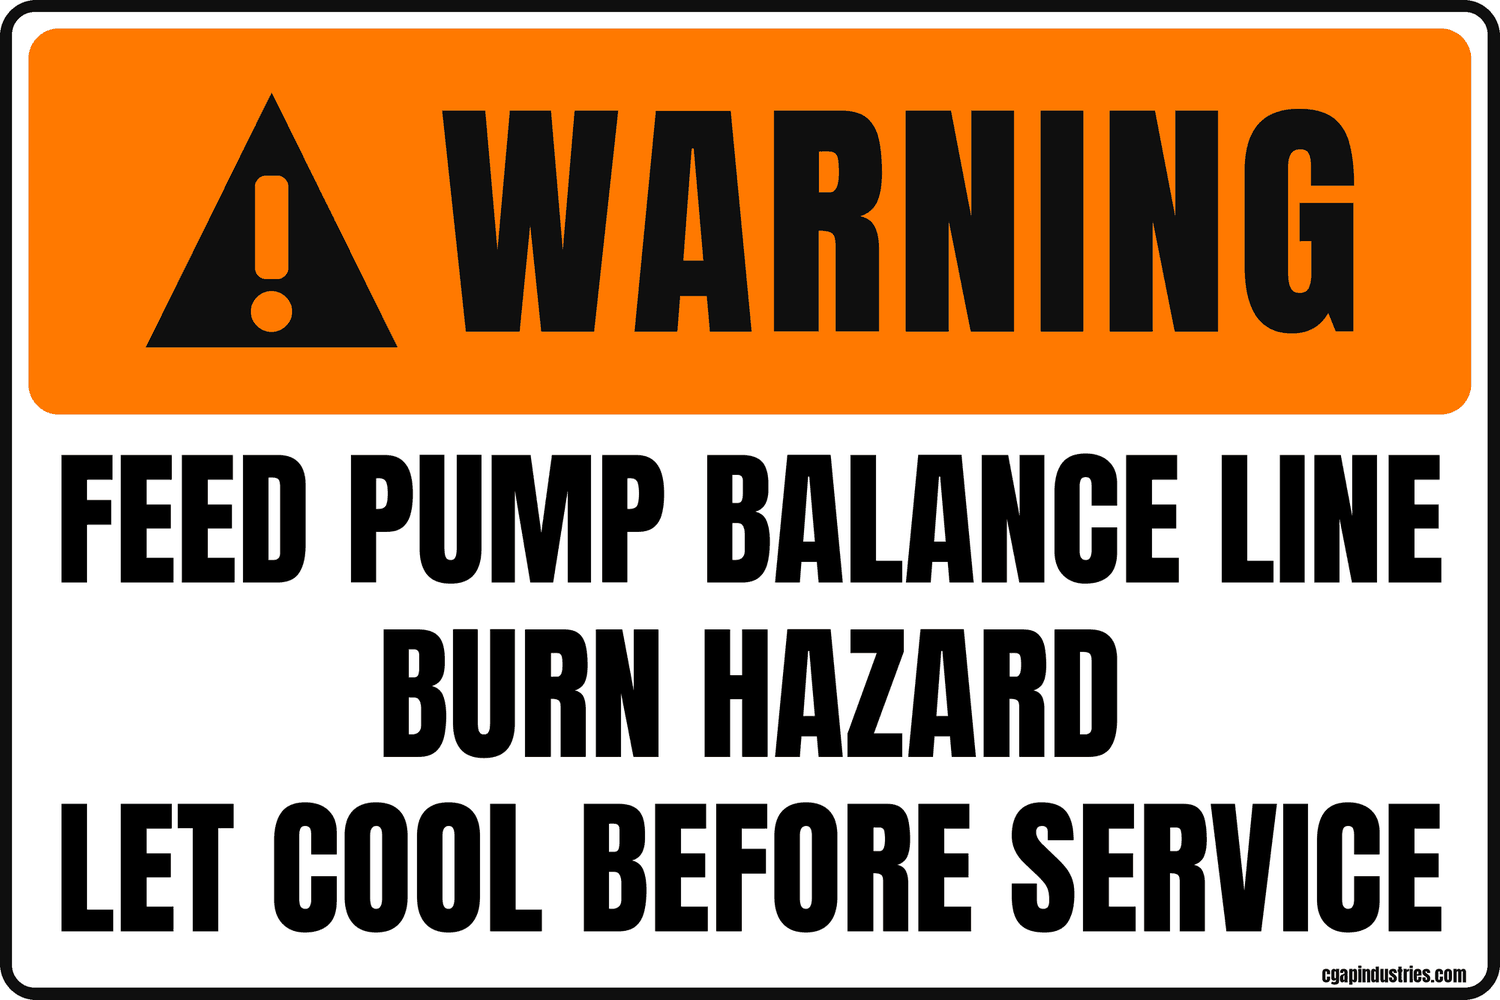 WARNING
FEED PUMP BALANCE LINE
BURN HAZARD
LET COOL BEFORE SERVICE
cgapindustries.com